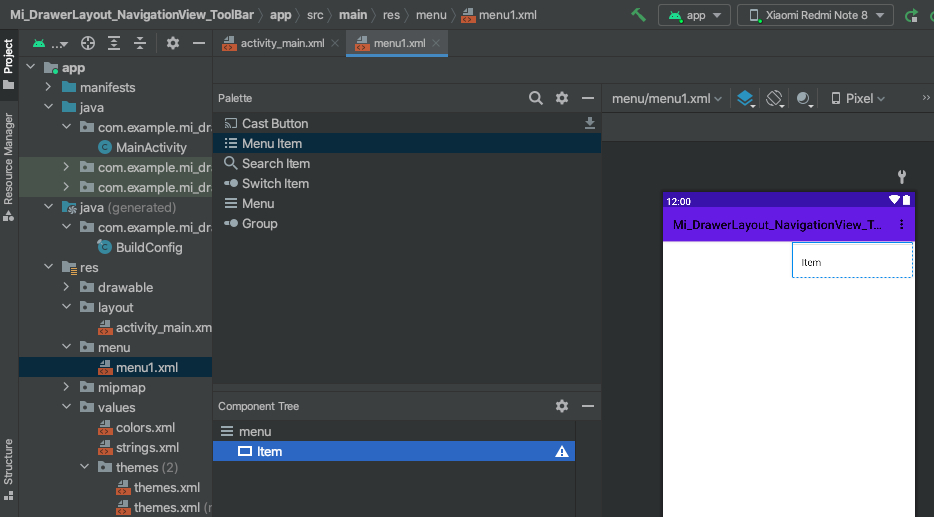 Mi_DrawerLayout_NavigationView_ToolBar app src main res menu menu1.xml app Xiaomi Redmi Note 8
Project
Resource Manager
Structure
...
app
manifests
java
com.example.mi_dra
MainActivity
com.example.mi_dr
com.example.mi_dr
java (generated)
com.example.mi_dra
BuildConfig
res
drawable
layout
activity_main.xm
menu
menu1.xml
mipmap
values
colors.xml
strings.xml
themes (2)
themes.xml
themes.xml (n
activity_main.xml menu1.xml
Palette
Cast Button
Menu Item
Search Item
Switch Item
Menu
Group
Component Tree
menu
Item
menu/menu1.xml Pixel
12:00
Mi_DrawerLayout_NavigationView_T...
Item